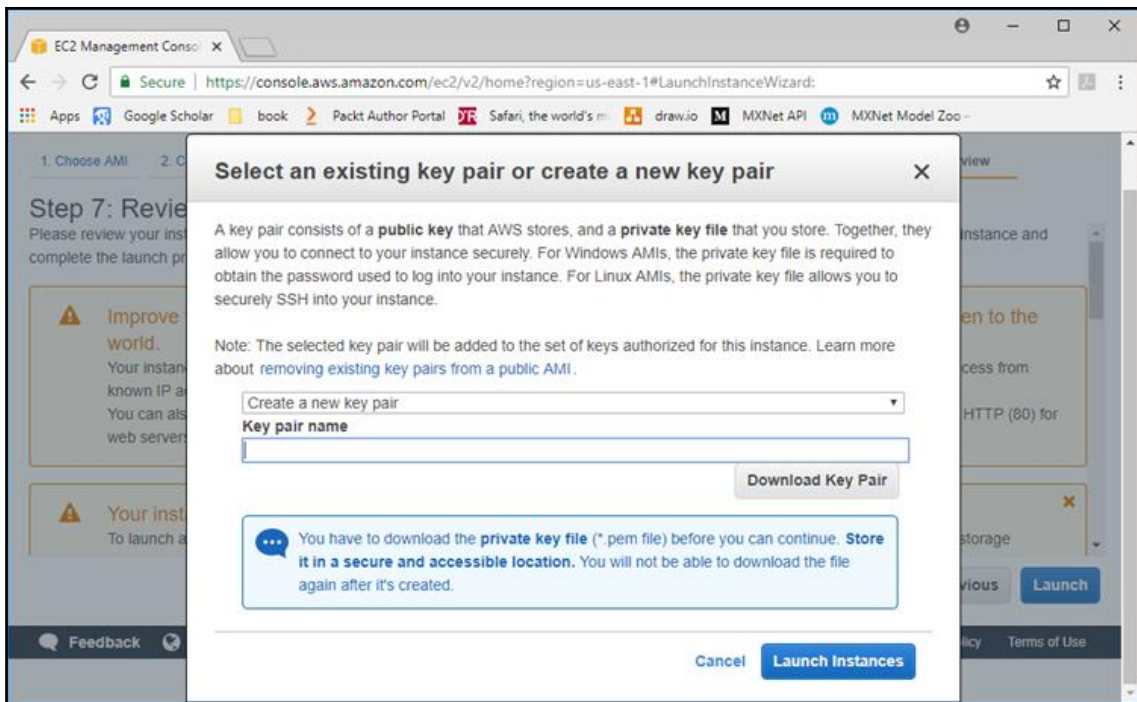 EC2 Management Conso
Secure | https://console.aws.amazon.com/ec2/v2/home?region=us-east-1#LaunchInstanceWizard:
Apps Google Scholar book Packt Author Portal Safari, the world's m draw.io M MXNet API m MXNet Model Zoo -
1. Choose AMI 2. C view
Select an existing key pair or create a new key pair
Step 7: Revie
Please review your inst instance and
complete the launch pr
A key pair consists of a public key that AWS stores, and a private key file that you store. Together, they
allow you to connect to your instance securely. For Windows AMIs, the private key file is required to
obtain the password used to log into your instance. For Linux AMIs, the private key file allows you to
securely SSH into your instance.
Improve en to the
world.
Your instan cess from
known IP a
You can als HTTP (80) for
web servers
Note: The selected key pair will be added to the set of keys authorized for this instance. Learn more
about removing existing key pairs from a public AMI.
Create a new key pair
Key pair name
Download Key Pair
Your inst
To launch a storage
You have to download the private key file (*.pem file) before you can continue. Store
it in a secure and accessible location. You will not be able to download the file
again after it's created.
vious Launch
Feedback licy Terms of Use
Cancel Launch Instances